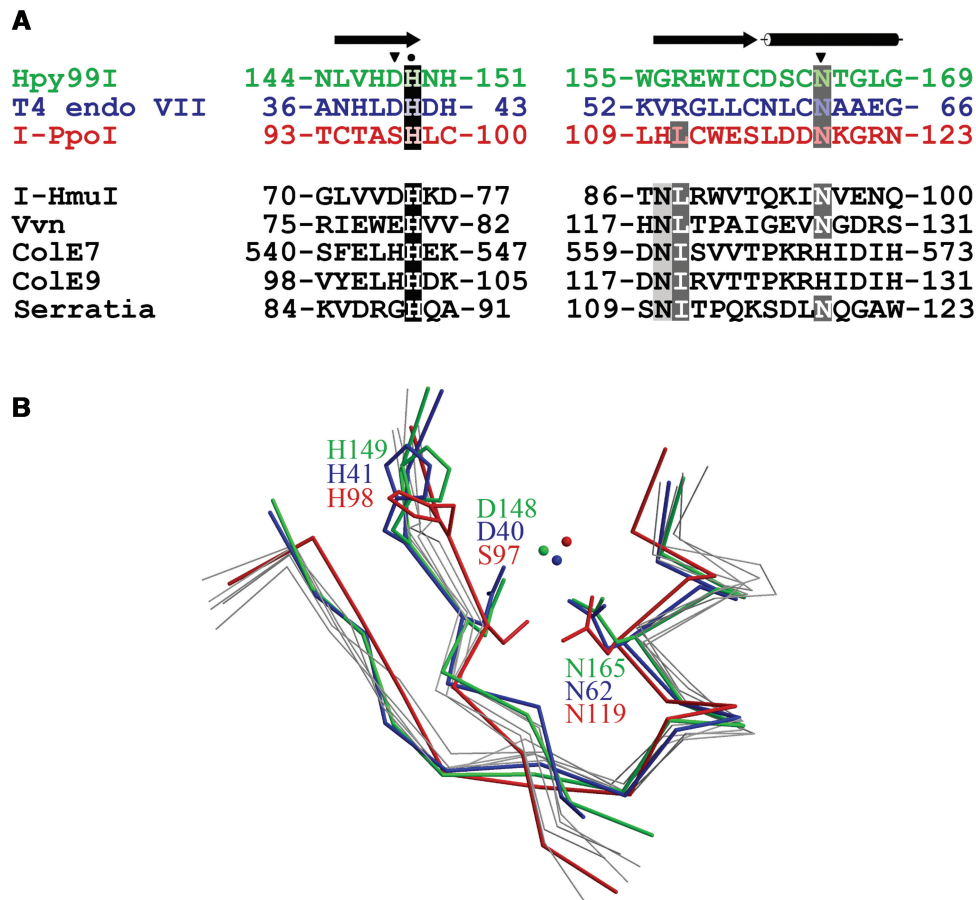 A
Hpy99I 144-NLVHDHNH-151 155-WGREWICDSCNTGLG-169
T4 endo VII 36-ANHLDHDH- 43 52-KVRGLLCNLCNAAEG- 66
I-PpoI 93-TCTASHLC-100 109-LHLCWESLDDNKGRN-123
I-HmuI 70-GLVVDHKD-77 86-TNLRWVTQKINVENQ-100
Vvn 75-RIEWEHVV-82 117-HNLTPAIGEVNGDRS-131
ColE7 540-SFELHHEK-547 559-DNISVVTPKRHIDIH-573
ColE9 98-VYELHHDK-105 117-DNIRVTTPKRHIDIH-131
Serratia 84-KVDRGHQA-91 109-SNITPQKSDLNQGAW-123
B
H149
H41
H98
D148
D40
S97
N165
N62
N119